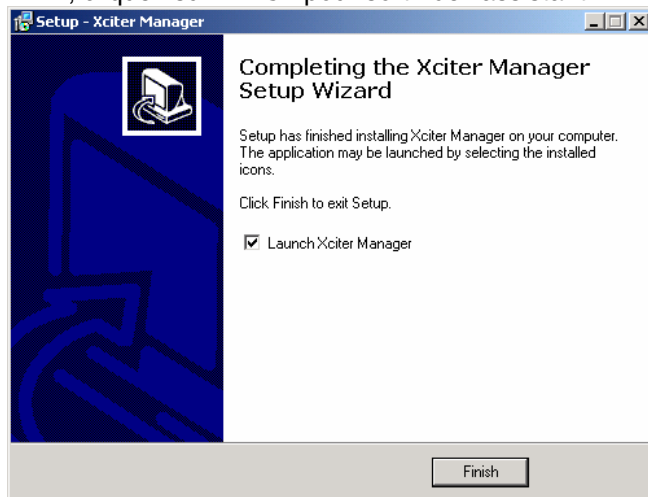 Setup - Xciter Manager
Completing the Xciter Manager
Setup Wizard
Setup has finished installing Xciter Manager on your computer.
The application may be launched by selecting the installed
icons.
Click Finish to exit Setup.
Launch Xciter Manager
Finish